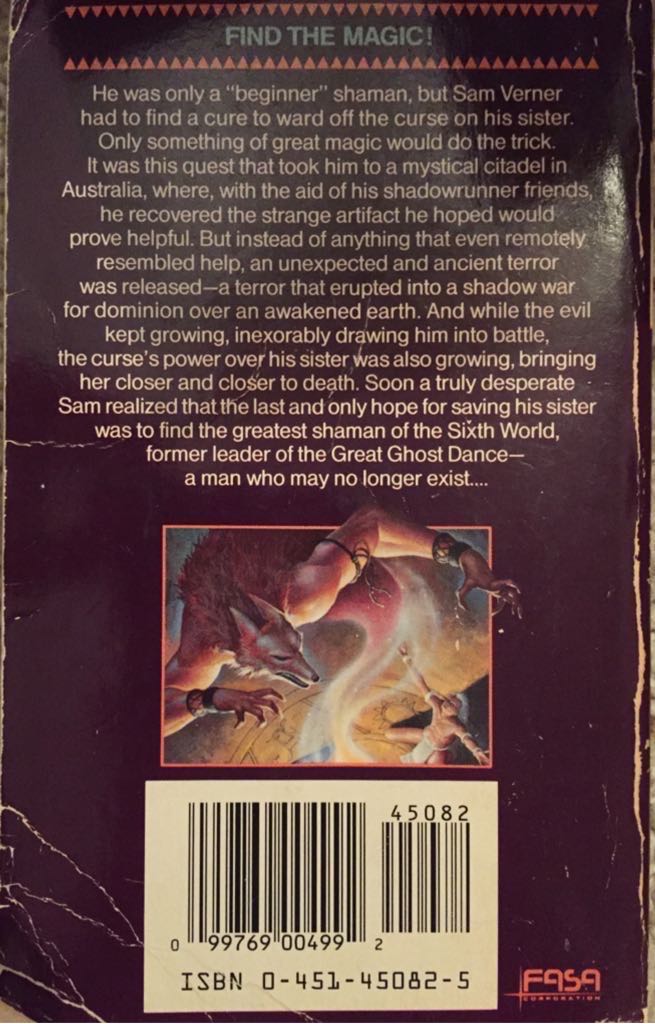 FIND THE MAGIC!
He was only a "beginner" shaman, but Sam Verner
had to find a cure to ward off the curse on his sister.
Only something of great magic would do the trick.
It was this quest that took him to a mystical citadel in
Australia, where, with the aid of his shadowrunner friends,
he recovered the strange artifact he hoped would
prove helpful. But instead of anything that even remotely
resembled help, an unexpected and ancient terror
was released—a terror that erupted into a shadow war
for dominion over an awakened earth. And while the evil
kept growing, inexorably drawing him into battle,
the curse's power over his sister was also growing, bringing
her closer and closer to death. Soon a truly desperate
Sam realized that the last and only hope for saving his sister
was to find the greatest shaman of the Sixth World,
former leader of the Great Ghost Dance—
a man who may no longer exist....
45082
0 99769 00499 2
ISBN 0-451-45082-5
FASA
CORPORATION